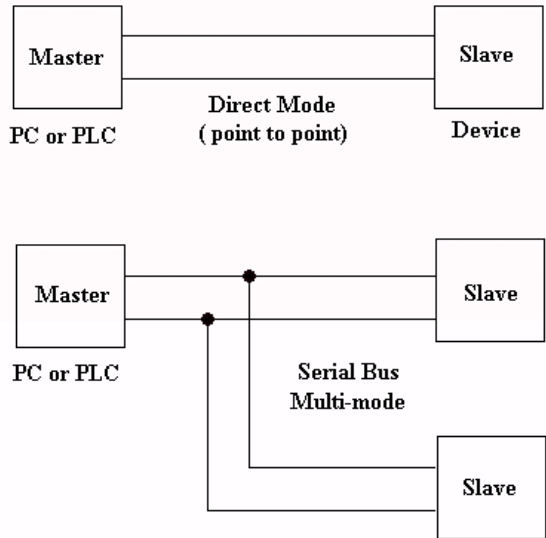 Master
Slave
Direct Mode
( point to point)
PC or PLC
Device
Master
Slave
PC or PLC
Serial Bus
Multi-mode
Slave